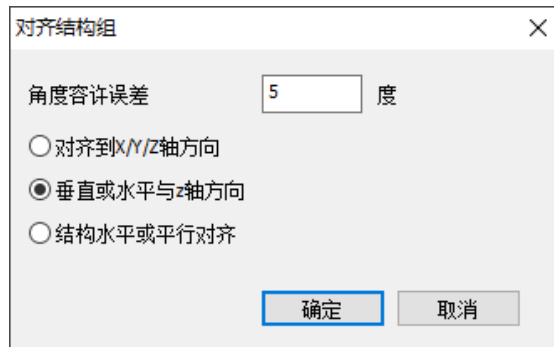 对齐结构组
角度容许误差 5 度
对齐到X/Y/Z轴方向
垂直或水平与z轴方向
结构水平或平行对齐
确定 取消